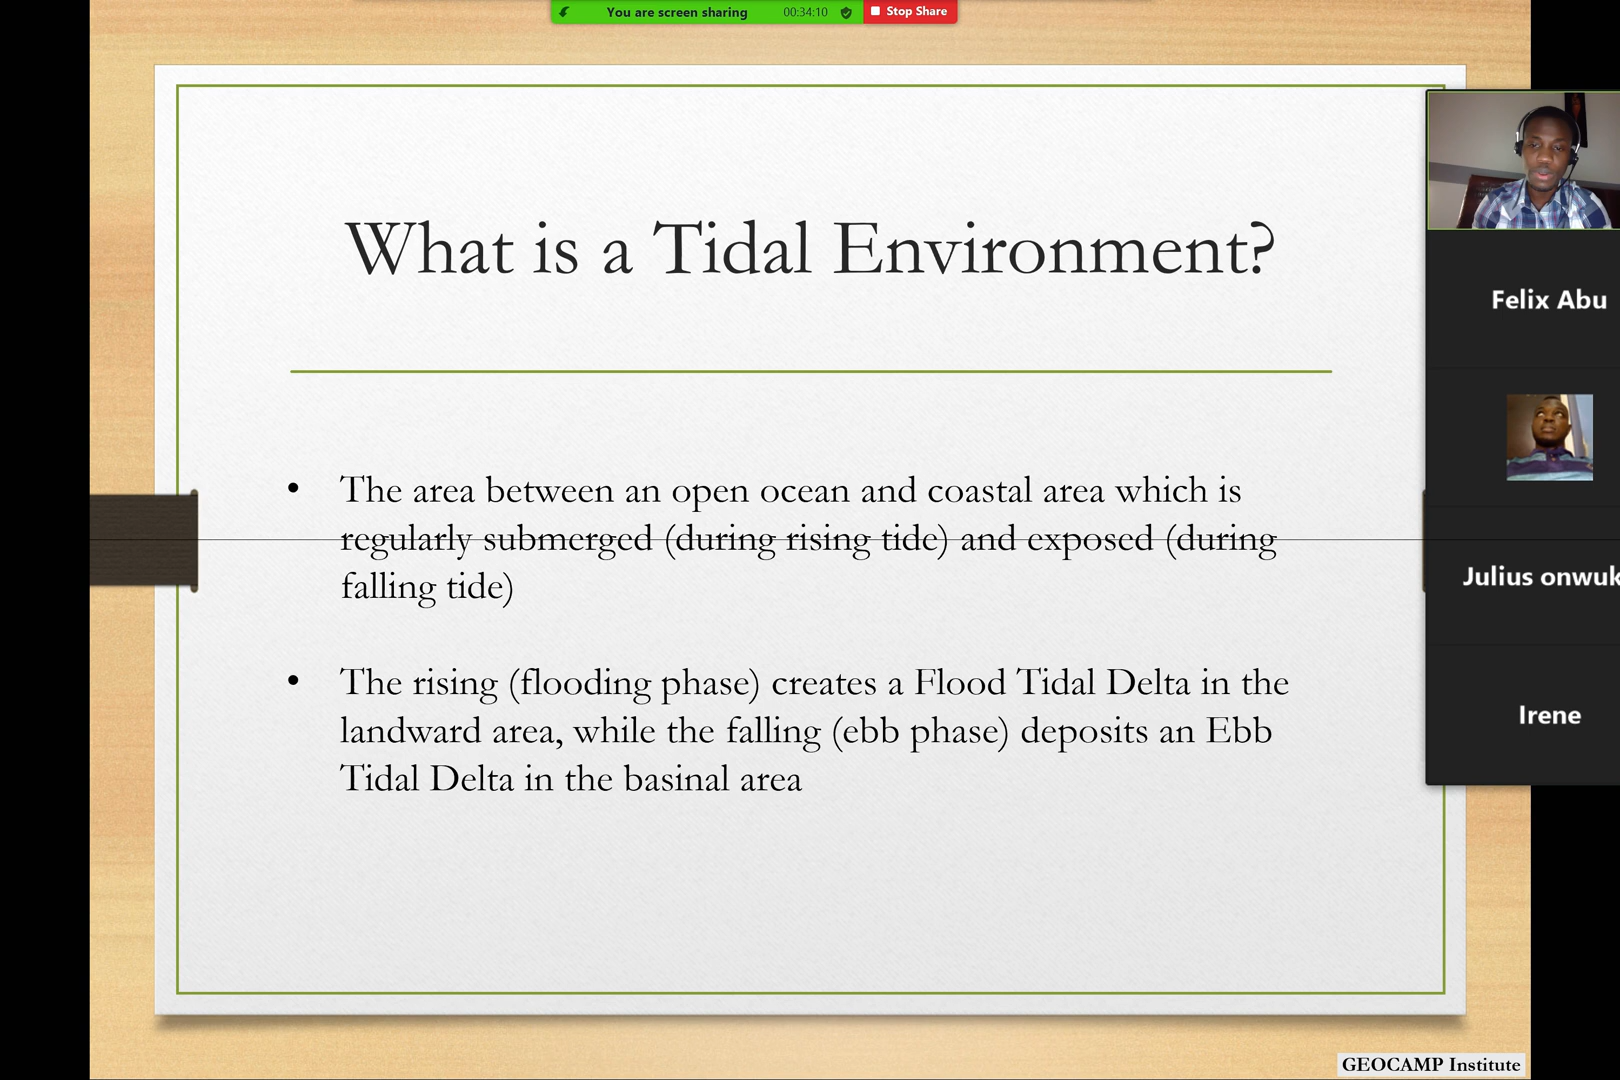 You are screen sharing 00:34:10 Stop Share
What is a Tidal Environment?
• The area between an open ocean and coastal area which is
regularly submerged (during rising tide) and exposed (during
falling tide)
• The rising (flooding phase) creates a Flood Tidal Delta in the
landward area, while the falling (ebb phase) deposits an Ebb
Tidal Delta in the basinal area
Felix Abu
Julius onwuk
Irene
GEOCAMP Institute